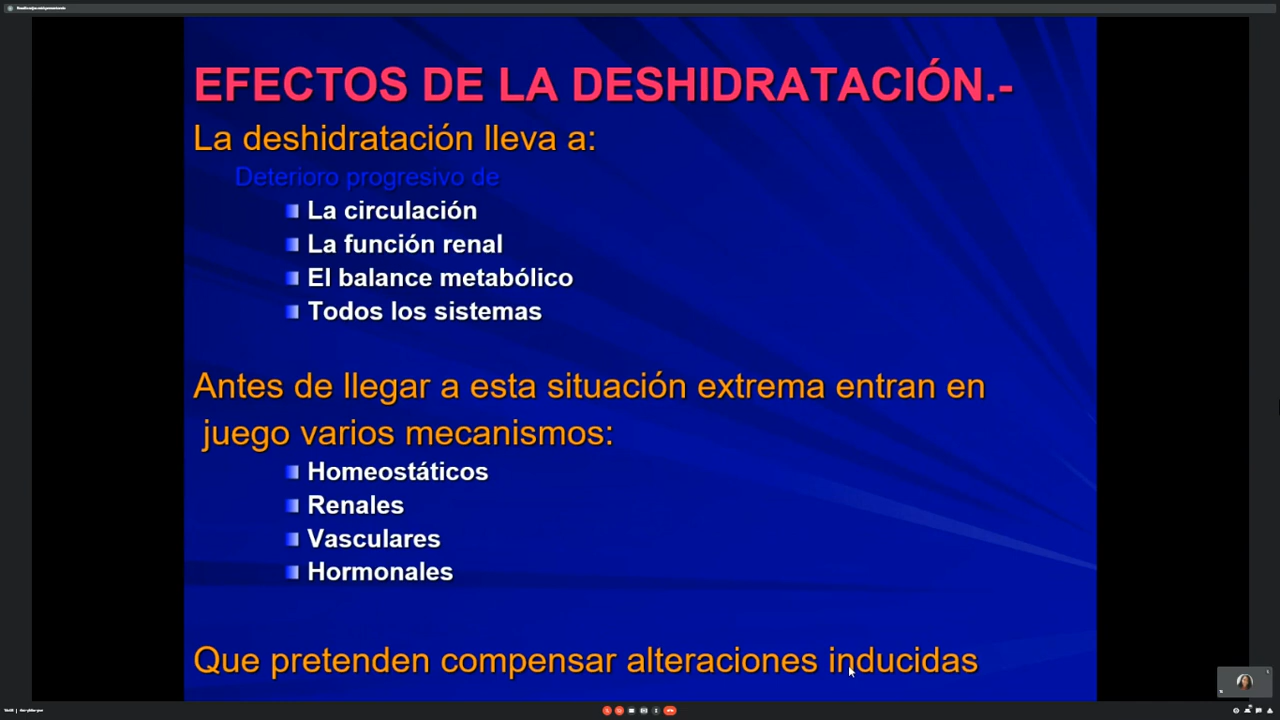 EFECTOS DE LA DESHIDRATACIÓN.-
La deshidratación lleva a:
Deterioro progresivo de
La circulación
La función renal
El balance metabólico
Todos los sistemas
Antes de llegar a esta situación extrema entran en
juego varios mecanismos:
Homeostáticos
Renales
Vasculares
Hormonales
Que pretenden compensar alteraciones inducidas